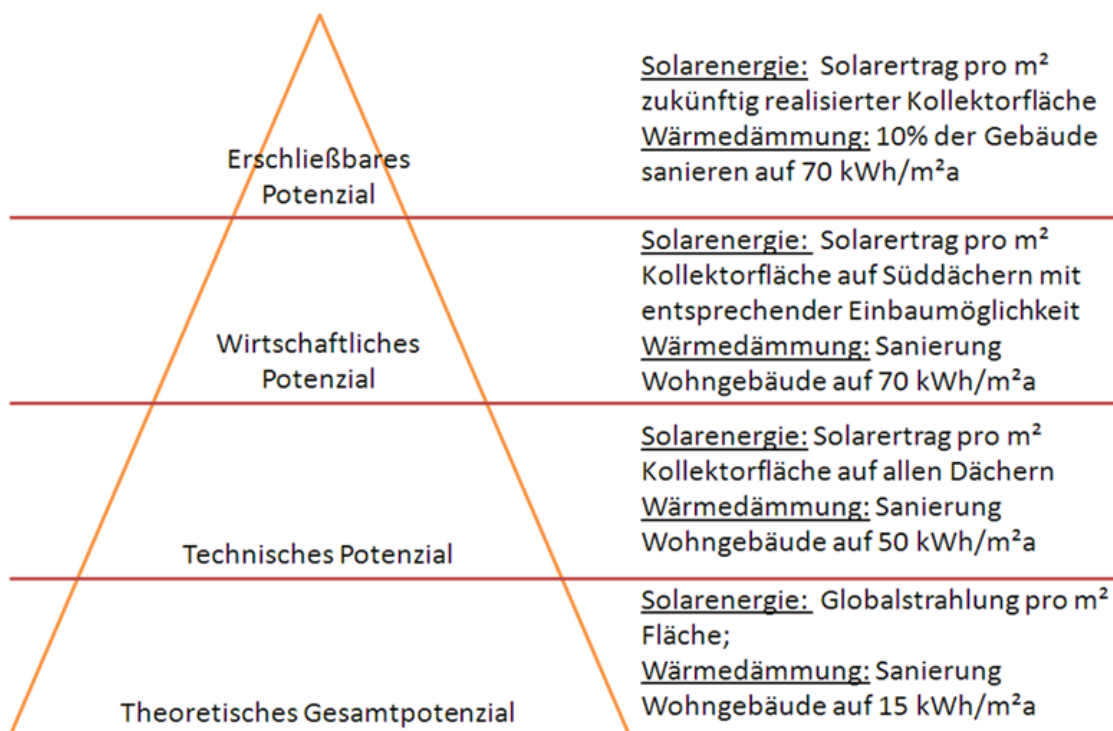 Erschließbares
Potenzial
Solarenergie: Solarertrag pro m²
zukünftig realisierter Kollektorfläche
Wärmedämmung: 10% der Gebäude
sanieren auf 70 kWh/m²a
Wirtschaftliches
Potenzial
Solarenergie: Solarertrag pro m²
Kollektorfläche auf Süddächern mit
entsprechender Einbaumöglichkeit
Wärmedämmung: Sanierung
Wohngebäude auf 70 kWh/m²a
Technisches Potenzial
Solarenergie: Solarertrag pro m²
Kollektorfläche auf allen Dächern
Wärmedämmung: Sanierung
Wohngebäude auf 50 kWh/m²a
Theoretisches Gesamtpotenzial
Solarenergie: Globalstrahlung pro m²
Fläche;
Wärmedämmung: Sanierung
Wohngebäude auf 15 kWh/m²a